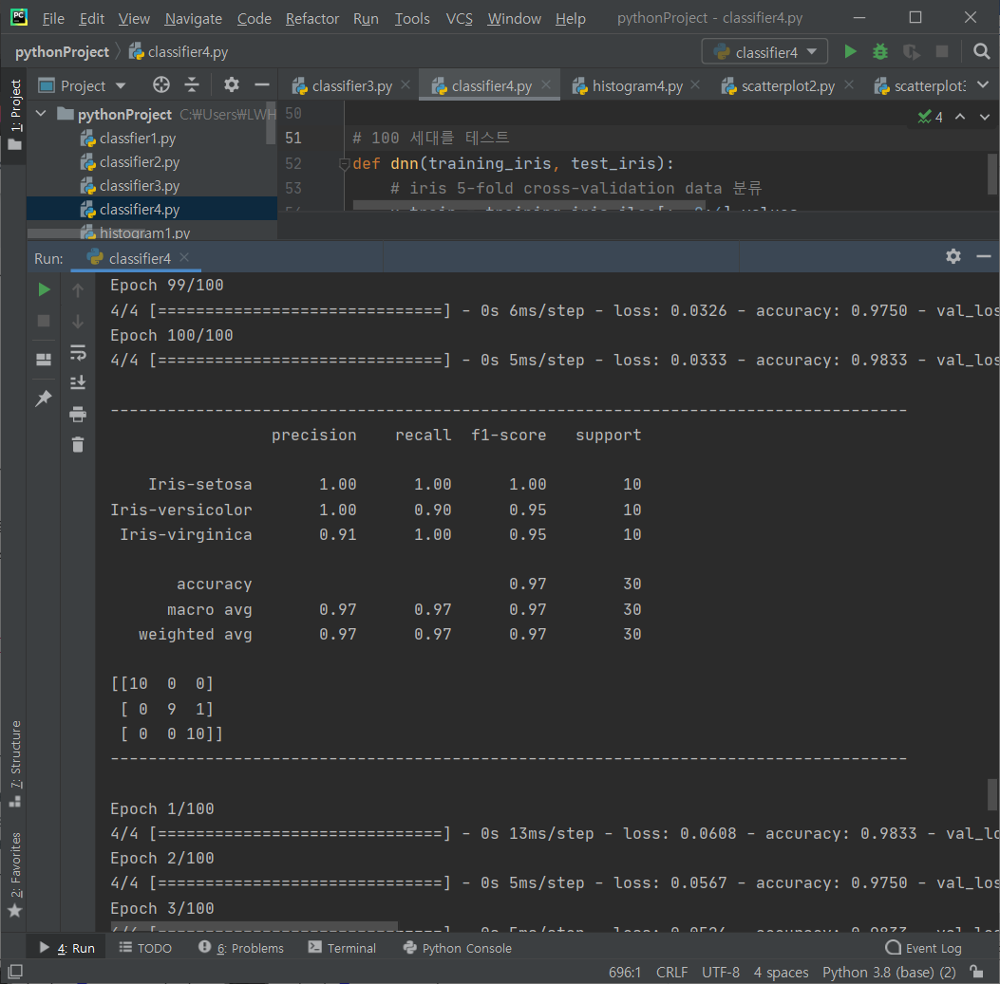 PC File Edit View Navigate Code Refactor Run Tools VCS Window Help pythonProject - classifier4.py
pythonProject classifier4.py classifier4
1: Project
Project classifier3.py classifier4.py histogram4.py scatterplot2.py scatterplot3
pythonProject C:₩Users₩LWH
classfier1.py
classifier2.py
classifier3.py
classifier4.py
histogram1.py
50
4
51 # 100 세대를 테스트
52 def dnn(training_iris, test_iris):
53 # iris 5-fold cross-validation data 분류
Run: classifier4
Epoch 99/100
4/4 [==============================] - 0s 6ms/step - loss: 0.0326 - accuracy: 0.9750 - val_los
Epoch 100/100
4/4 [==============================] - 0s 5ms/step - loss: 0.0333 - accuracy: 0.9833 - val_los
------------------------------------------------------------------------------------
precision recall f1-score support
Iris-setosa 1.00 1.00 1.00 10
Iris-versicolor 1.00 0.90 0.95 10
Iris-virginica 0.91 1.00 0.95 10
accuracy 0.97 30
macro avg 0.97 0.97 0.97 30
weighted avg 0.97 0.97 0.97 30
[[10 0 0]
[ 0 9 1]
[ 0 0 10]]
------------------------------------------------------------------------------------
Epoch 1/100
4/4 [==============================] - 0s 13ms/step - loss: 0.0608 - accuracy: 0.9833 - val_lo
Epoch 2/100
4/4 [==============================] - 0s 5ms/step - loss: 0.0567 - accuracy: 0.9750 - val_los
Epoch 3/100
7: Structure
2: Favorites
4: Run TODO 6: Problems Terminal Python Console Event Log
696:1 CRLF UTF-8 4 spaces Python 3.8 (base) (2)